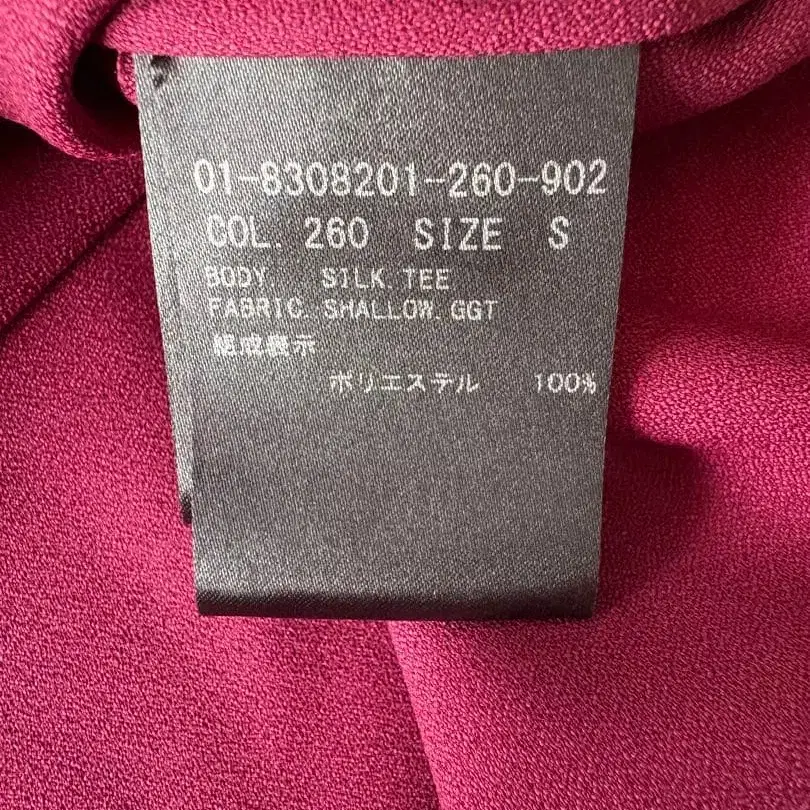 01-8308201-260-902
COL. 260 SIZE S
BODY. SILK.TEE
FABRIC.SHALLOW.GGT
組成表示
ポリエステル 100%